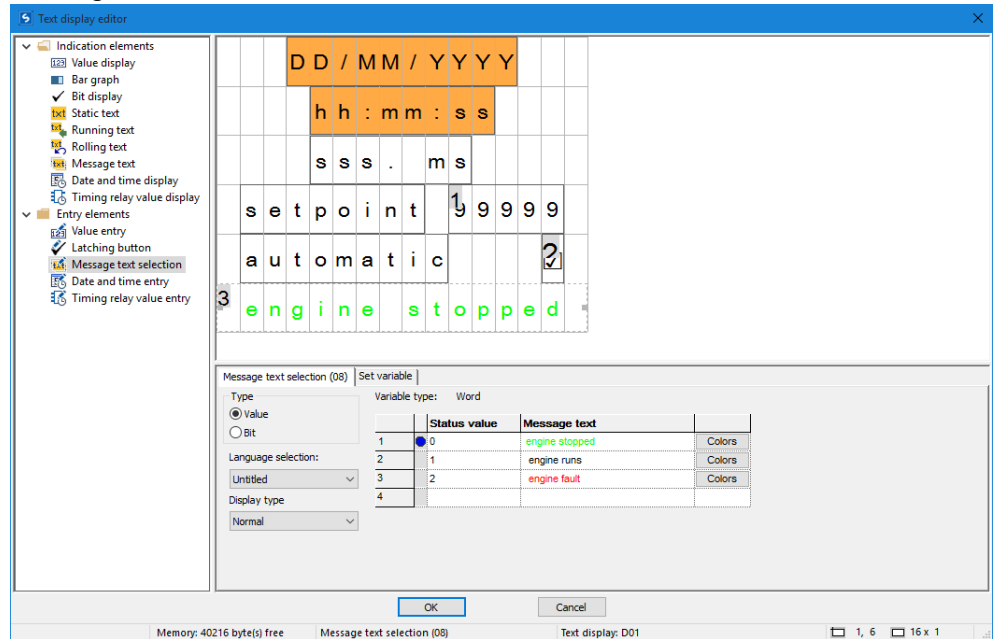 Text display editor
Indication elements
Value display
Bar graph
Bit display
Static text
Running text
Rolling text
Message text
Date and time display
Timing relay value display
Entry elements
Value entry
Latching button
Message text selection
Date and time entry
Timing relay value entry
DD/MM/YYYY
hh:mm:ss
sss. ms
setpoint 1 99999
automatic 2
3 engine stopped
Message text selection (08) Set variable
Type Variable type: Word
Value
Bit
Status value Message text
1 0 engine stopped Colors
2 1 engine runs Colors
3 2 engine fault Colors
4
Language selection:
Untitled
Display type
Normal
OK Cancel
Memory: 40216 byte(s) free Message text selection (08) Text display: D01 1, 6 16 x 1